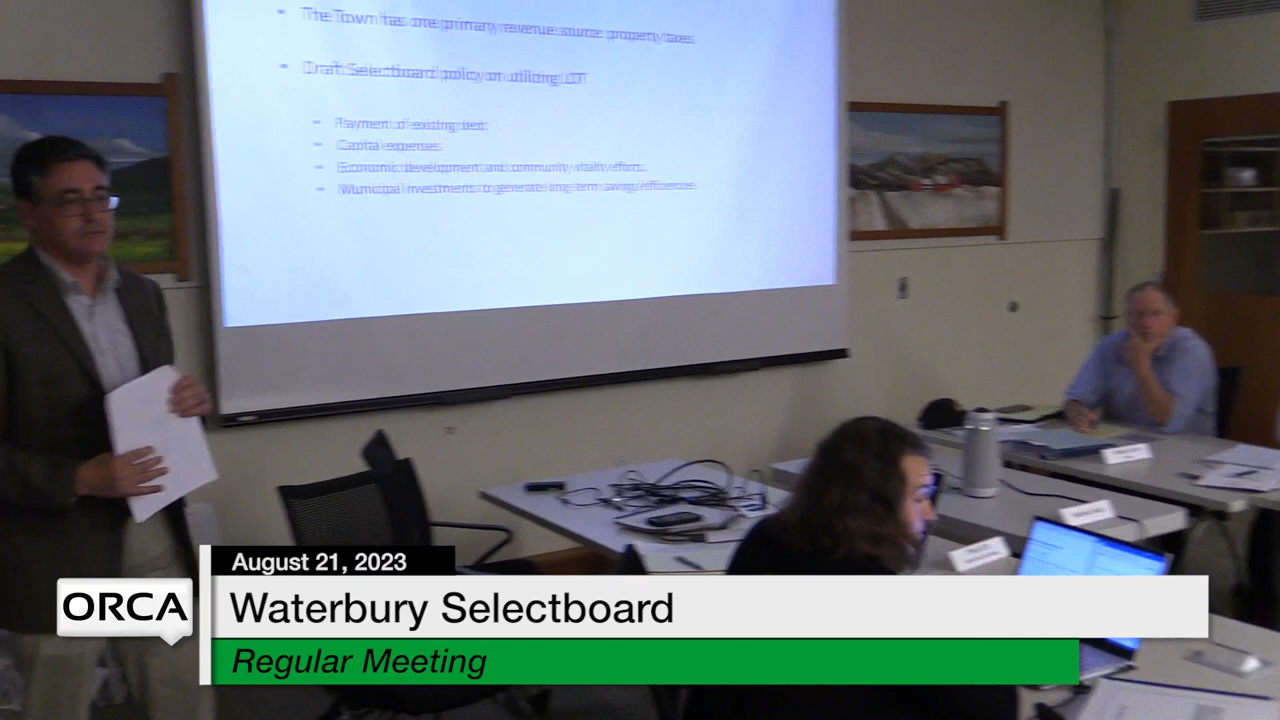 The Town has one primary revenue source: property taxes
Draft Selectboard policy on utilizing LOT
Payment of existing debt
Capital expenses
Economic development and community vitality efforts
Municipal investments to generate long-term savings/efficiencies
August 21, 2023
ORCA
Waterbury Selectboard
Regular Meeting